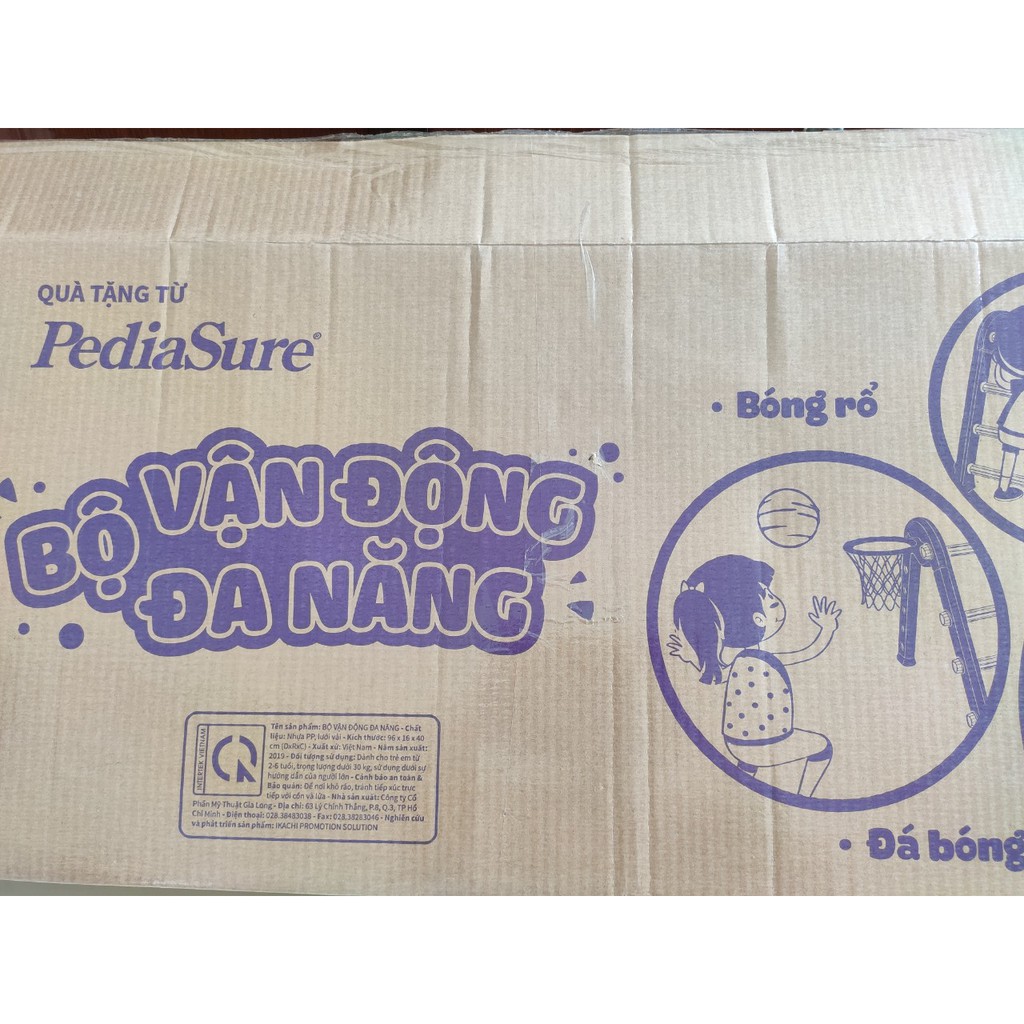 QUÀ TẶNG TỪ
PediaSure®
BỘ VẬN ĐỘNG
ĐA NĂNG
• Bóng rổ
• Đá bóng
INTERTEK VIETNAM
Tên sản phẩm: BỘ VẬN ĐỘNG ĐA NĂNG - Chất
liệu: Nhựa PP, lưới vải - Kích thước: 96 x 16 x 40
cm (DxRxC) - Xuất xứ: Việt Nam - Năm sản xuất:
2019 - Đối tượng sử dụng: Dành cho trẻ em từ
2-6 tuổi, trọng lượng dưới 30 kg, sử dụng dưới sự
hướng dẫn của người lớn - Cảnh báo an toàn &
Bảo quản: Để nơi khô ráo, tránh tiếp xúc trực
tiếp với cồn và lửa - Nhà sản xuất: Công ty Cổ
Phần Mỹ Thuật Gia Long - Địa chỉ: 63 Lý Chính Thắng, P.8, Q.3, TP Hồ
Chí Minh - Điện thoại: 028.38483038 - Fax: 028.38283046 - Nghiên cứu
và phát triển sản phẩm: IKACHI PROMOTION SOLUTION